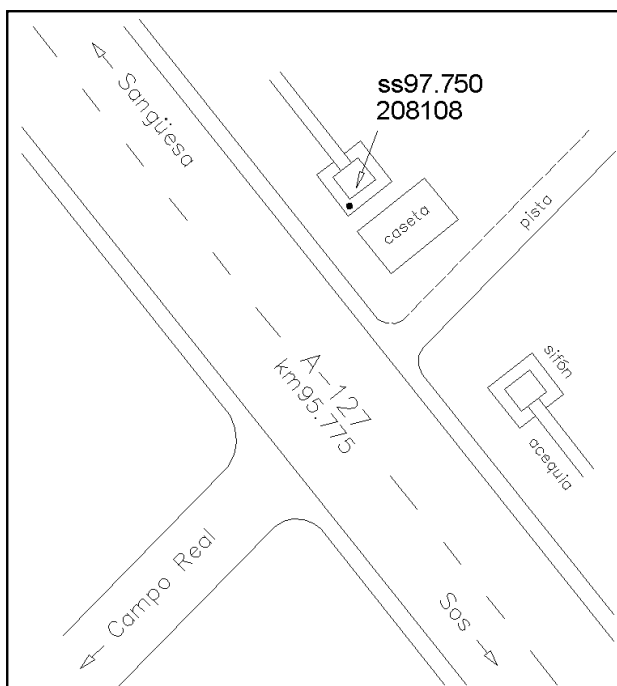 ss97.750
208108
Sangüesa
caseta
pista
A-127
km95.775
sifón
acequia
Campo Real
Sos